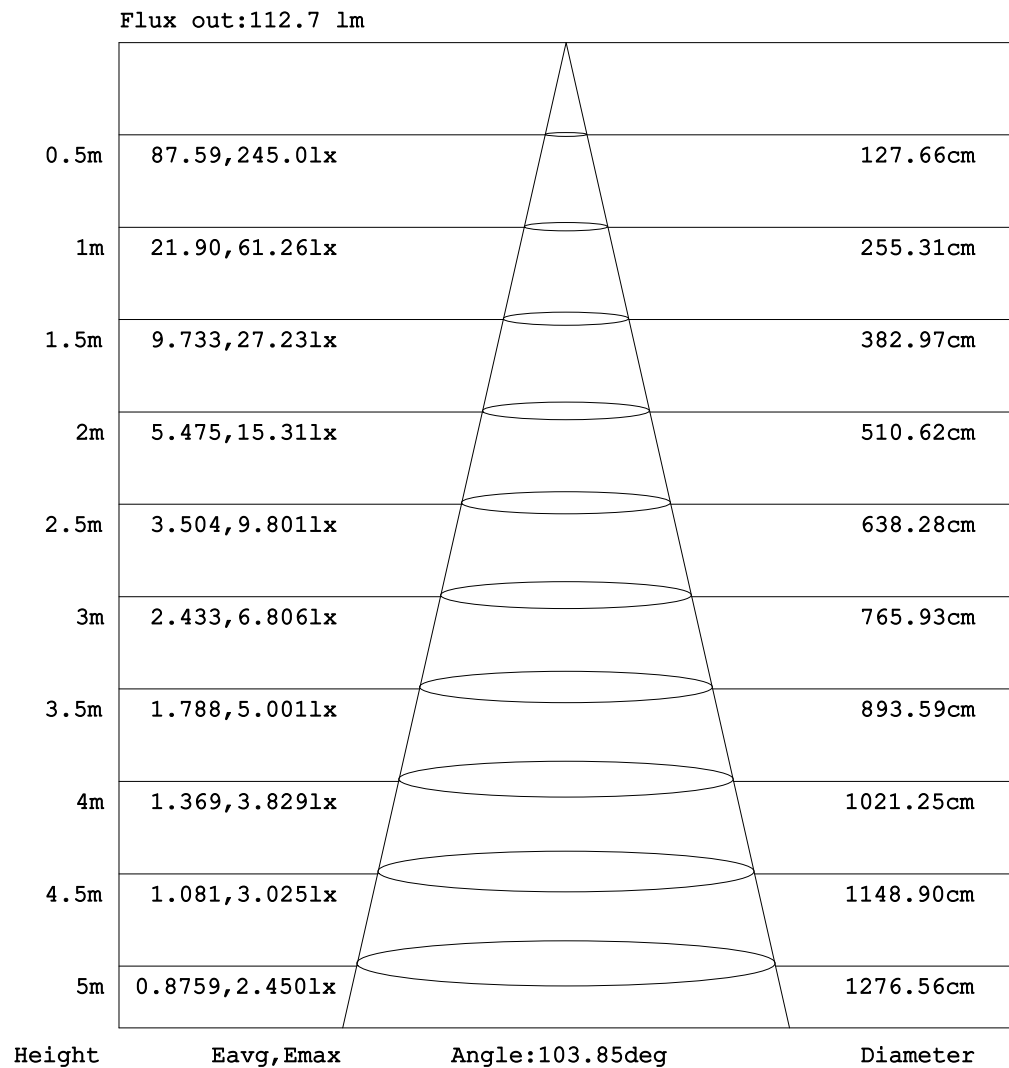 Flux out:112.7 lm
0.5m 87.59,245.0lx 127.66cm
1m 21.90,61.26lx 255.31cm
1.5m 9.733,27.23lx 382.97cm
2m 5.475,15.31lx 510.62cm
2.5m 3.504,9.801lx 638.28cm
3m 2.433,6.806lx 765.93cm
3.5m 1.788,5.001lx 893.59cm
4m 1.369,3.829lx 1021.25cm
4.5m 1.081,3.025lx 1148.90cm
5m 0.8759,2.450lx 1276.56cm
Height Eavg,Emax Angle:103.85deg Diameter